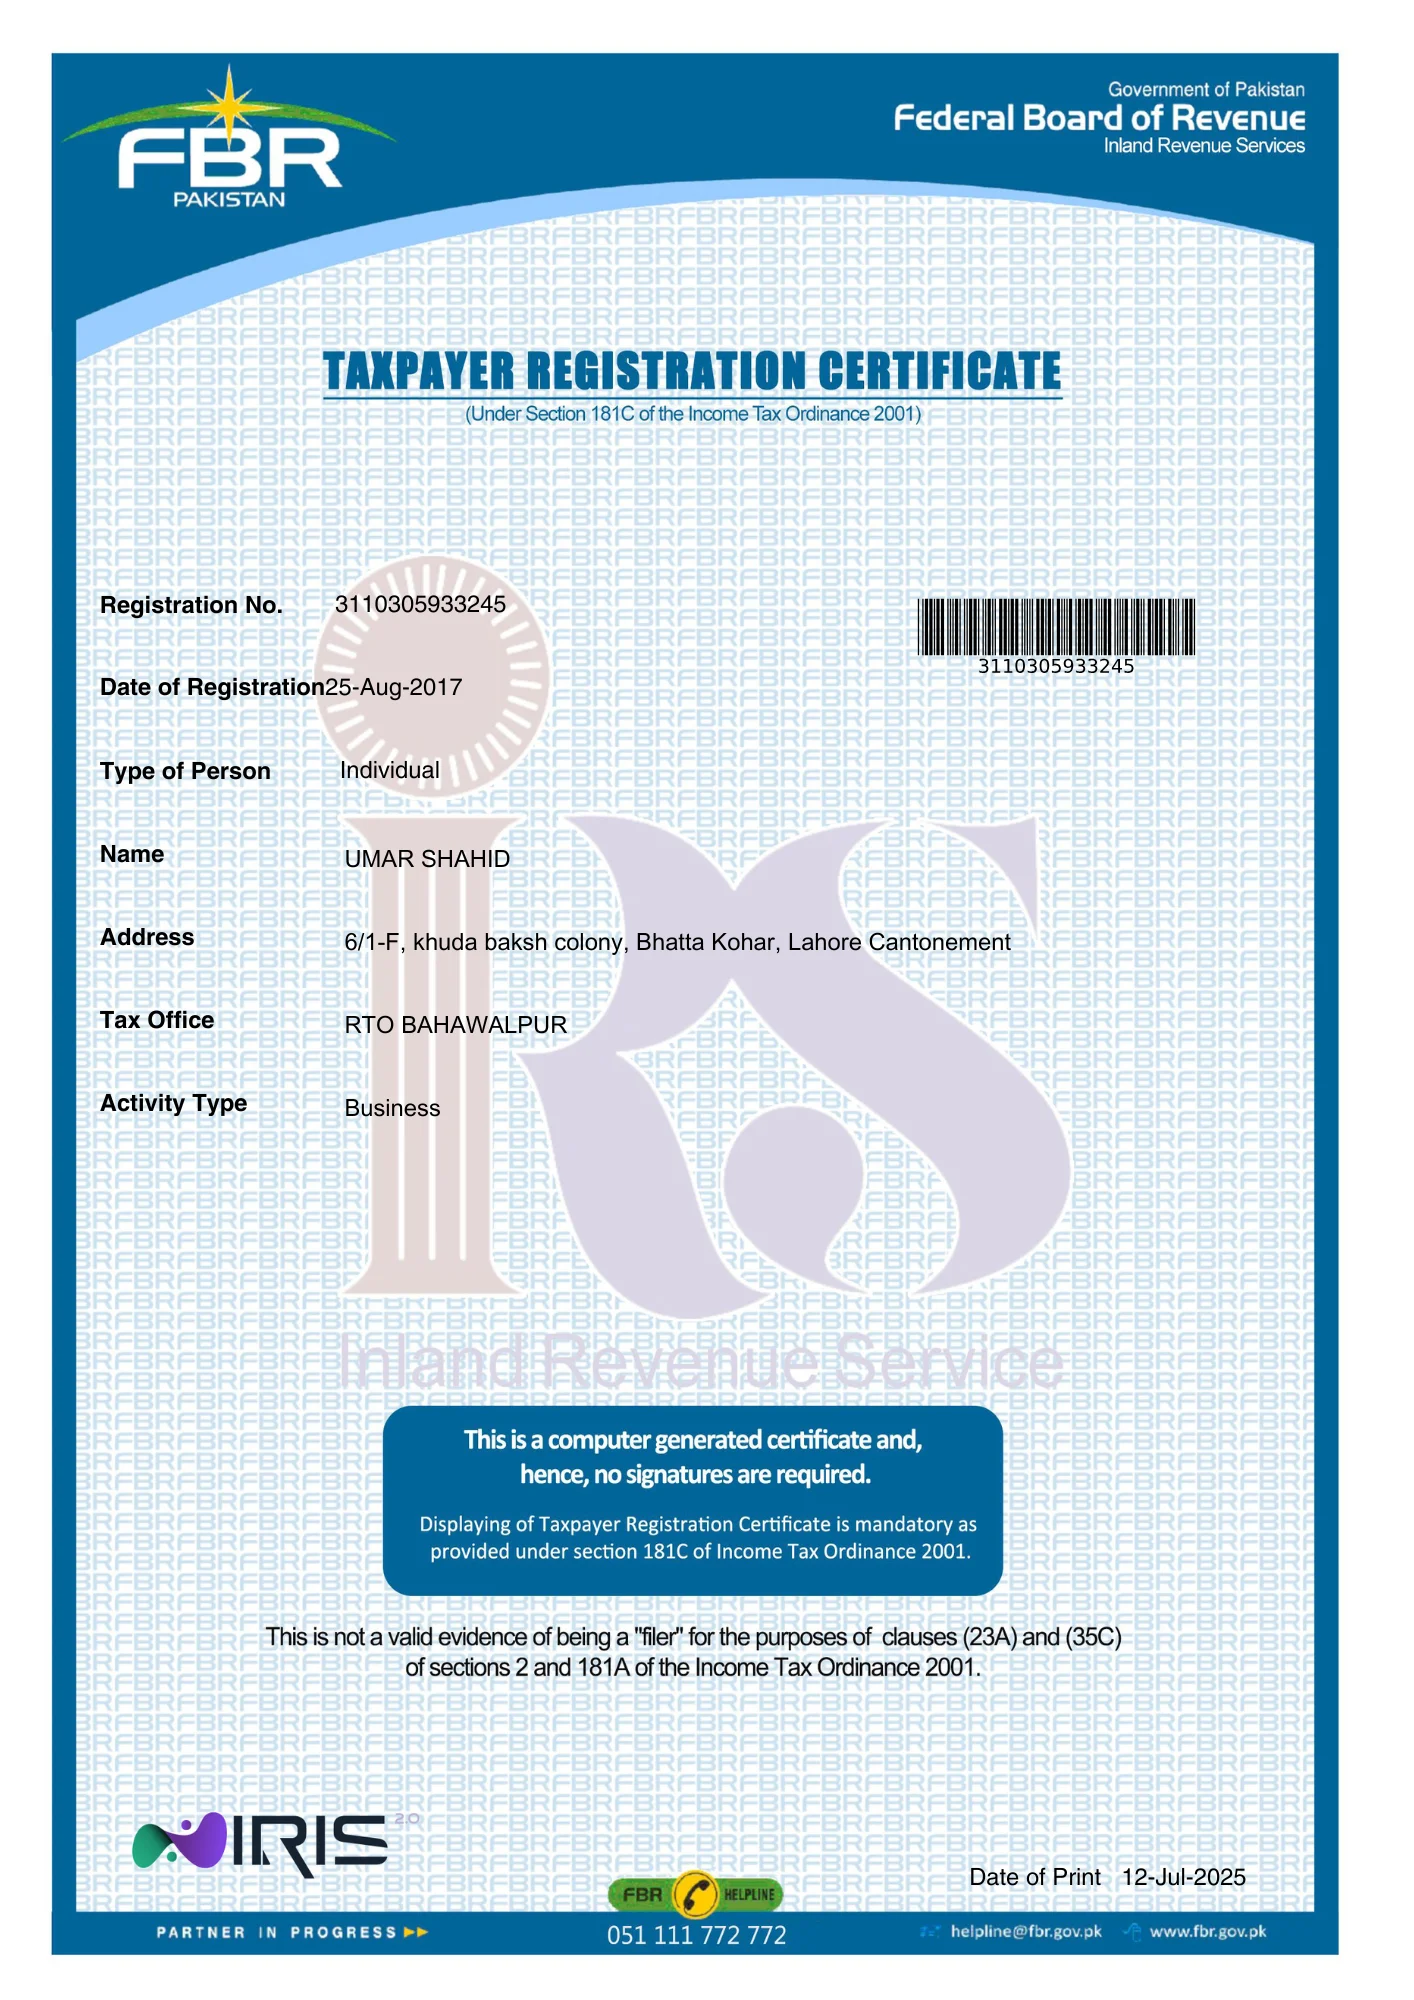 FBR
PAKISTAN
Government of Pakistan
Federal Board of Revenue
Inland Revenue Services
TAXPAYER REGISTRATION CERTIFICATE
(Under Section 181C of the Income Tax Ordinance 2001)
Registration No. 3110305933245
3110305933245
Date of Registration25-Aug-2017
Type of Person Individual
Name UMAR SHAHID
Address 6/1-F, khuda baksh colony, Bhatta Kohar, Lahore Cantonement
Tax Office RTO BAHAWALPUR
Activity Type Business
iRS
Inland Revenue Service
This is a computer generated certificate and,
hence, no signatures are required.
Displaying of Taxpayer Registration Certificate is mandatory as
provided under section 181C of Income Tax Ordinance 2001.
This is not a valid evidence of being a "filer" for the purposes of clauses (23A) and (35C)
of sections 2 and 181A of the Income Tax Ordinance 2001.
IRIS 2.0
Date of Print 12-Jul-2025
FBR HELPLINE
PARTNER IN PROGRESS
051 111 772 772
helpline@fbr.gov.pk
www.fbr.gov.pk